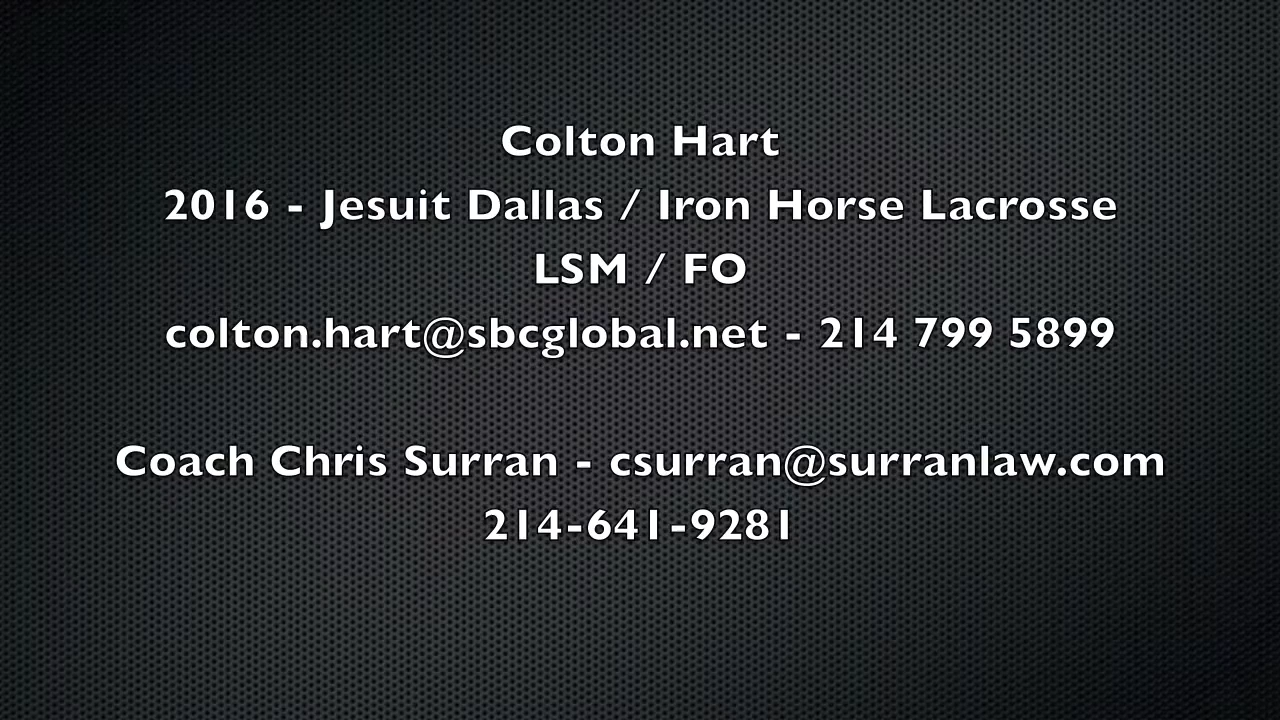 Colton Hart
2016 - Jesuit Dallas / Iron Horse Lacrosse
LSM / FO
colton.hart@sbcglobal.net - 214 799 5899
Coach Chris Surran - csurran@surranlaw.com
214-641-9281